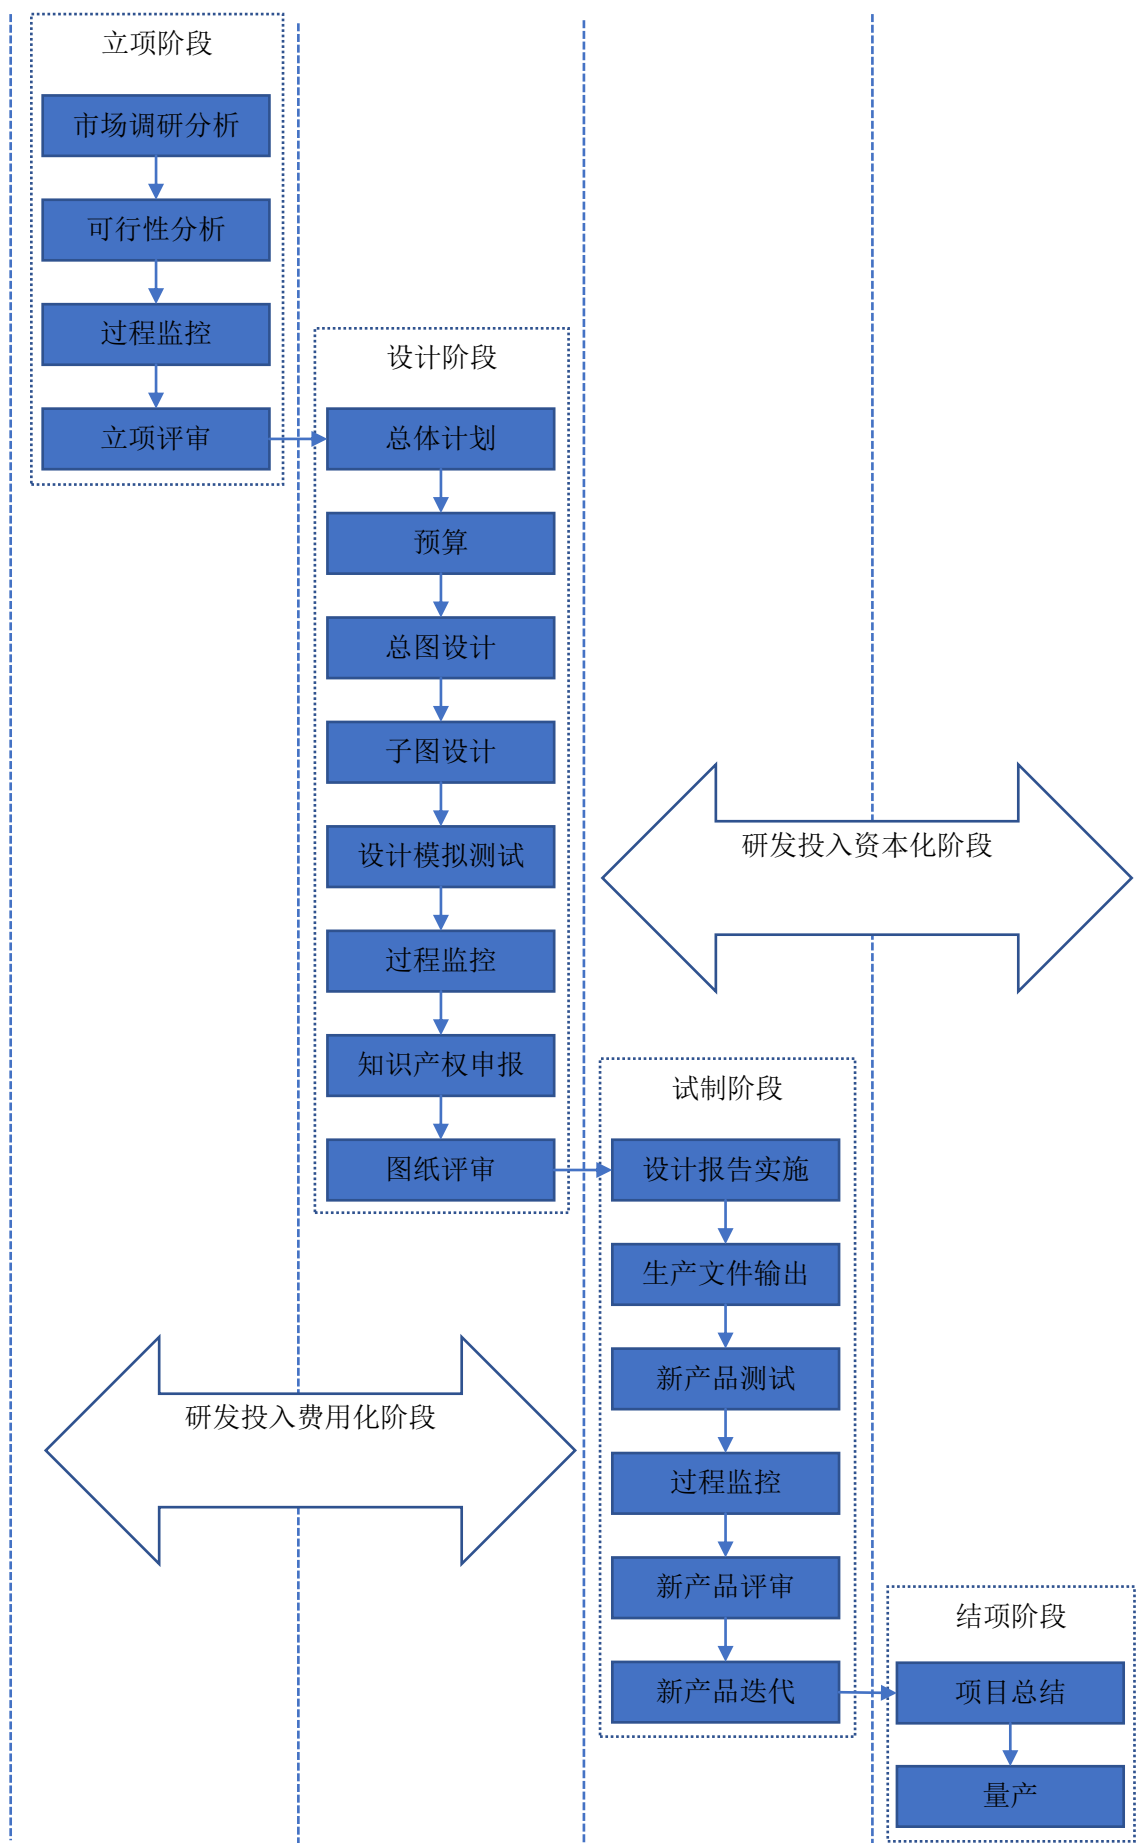 立项阶段
市场调研分析
可行性分析
过程监控
立项评审
设计阶段
总体计划
预算
总图设计
子图设计
设计模拟测试
过程监控
知识产权申报
图纸评审
研发投入资本化阶段
试制阶段
设计报告实施
生产文件输出
新产品测试
过程监控
新产品评审
新产品迭代
研发投入费用化阶段
结项阶段
项目总结
量产